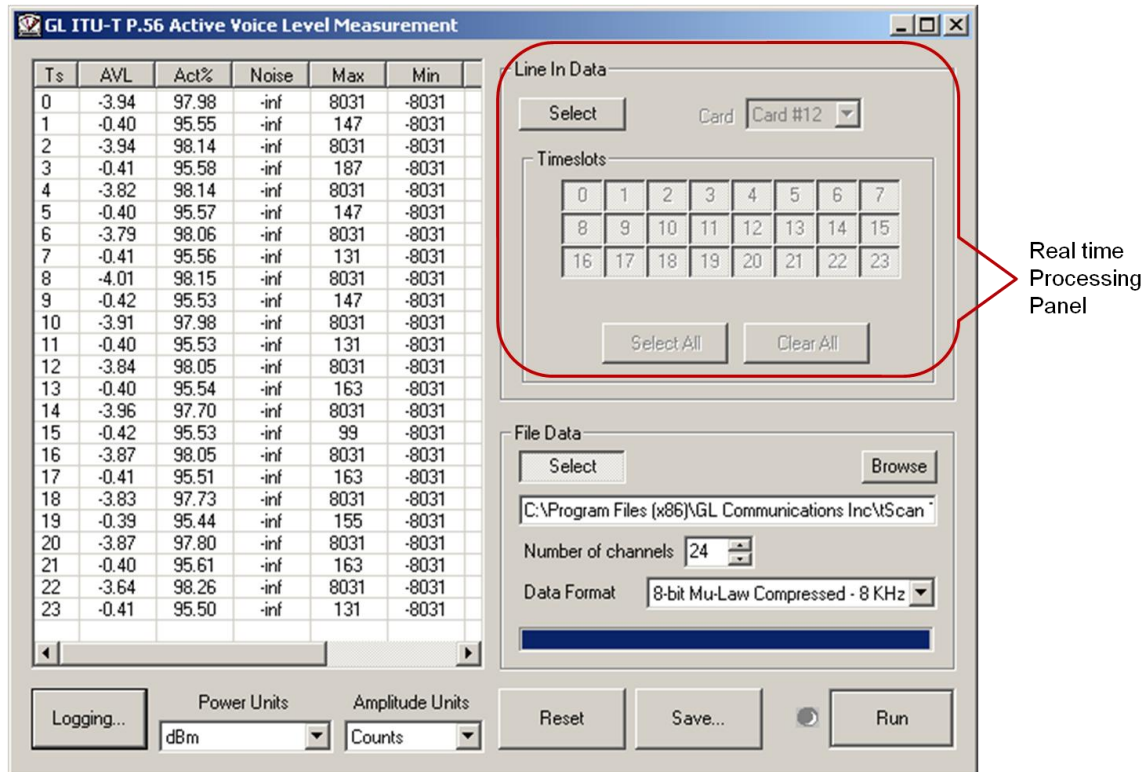 GL ITU-T P.56 Active Voice Level Measurement
Ts AVL Act% Noise Max Min
0 -3.94 97.98 -inf 8031 -8031
1 -0.40 95.55 -inf 147 -8031
2 -3.94 98.14 -inf 8031 -8031
3 -0.41 95.58 -inf 187 -8031
4 -3.82 98.14 -inf 8031 -8031
5 -0.40 95.57 -inf 147 -8031
6 -3.79 98.06 -inf 8031 -8031
7 -0.41 95.56 -inf 131 -8031
8 -4.01 98.15 -inf 8031 -8031
9 -0.42 95.53 -inf 147 -8031
10 -3.91 97.98 -inf 8031 -8031
11 -0.40 95.53 -inf 131 -8031
12 -3.84 98.05 -inf 8031 -8031
13 -0.40 95.54 -inf 163 -8031
14 -3.96 97.70 -inf 8031 -8031
15 -0.42 95.53 -inf 99 -8031
16 -3.87 98.05 -inf 8031 -8031
17 -0.41 95.51 -inf 163 -8031
18 -3.83 97.73 -inf 8031 -8031
19 -0.39 95.44 -inf 155 -8031
20 -3.87 97.80 -inf 8031 -8031
21 -0.40 95.61 -inf 163 -8031
22 -3.64 98.26 -inf 8031 -8031
23 -0.41 95.50 -inf 131 -8031
Line In Data
Select Card Card #12
Timeslots
0 1 2 3 4 5 6 7
8 9 10 11 12 13 14 15
16 17 18 19 20 21 22 23
Select All Clear All
Real time
Processing
Panel
File Data
Select Browse
C:\Program Files (x86)\GL Communications Inc\tScan
Number of channels 24
Data Format 8-bit Mu-Law Compressed - 8 KHz
Logging...
Power Units
dBm
Amplitude Units
Counts
Reset Save... Run